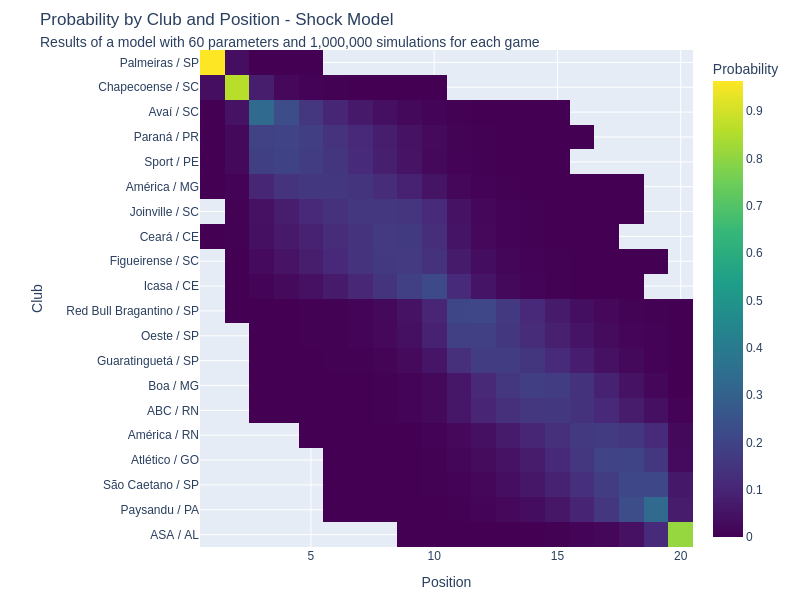 Probability by Club and Position - Shock Model
Results of a model with 60 parameters and 1,000,000 simulations for each game
Probability
Palmeiras / SP
Chapecoense / SC
Avaí / SC
Paraná / PR
Sport / PE
América / MG
Joinville / SC
Ceará / CE
Figueirense / SC
Icasa / CE
Red Bull Bragantino / SP
Oeste / SP
Guaratinguetá / SP
Boa / MG
ABC / RN
América / RN
Atlético / GO
São Caetano / SP
Paysandu / PA
ASA / AL
Club
0.9
0.8
0.7
0.6
0.5
0.4
0.3
0.2
0.1
0
5 10 15 20
Position